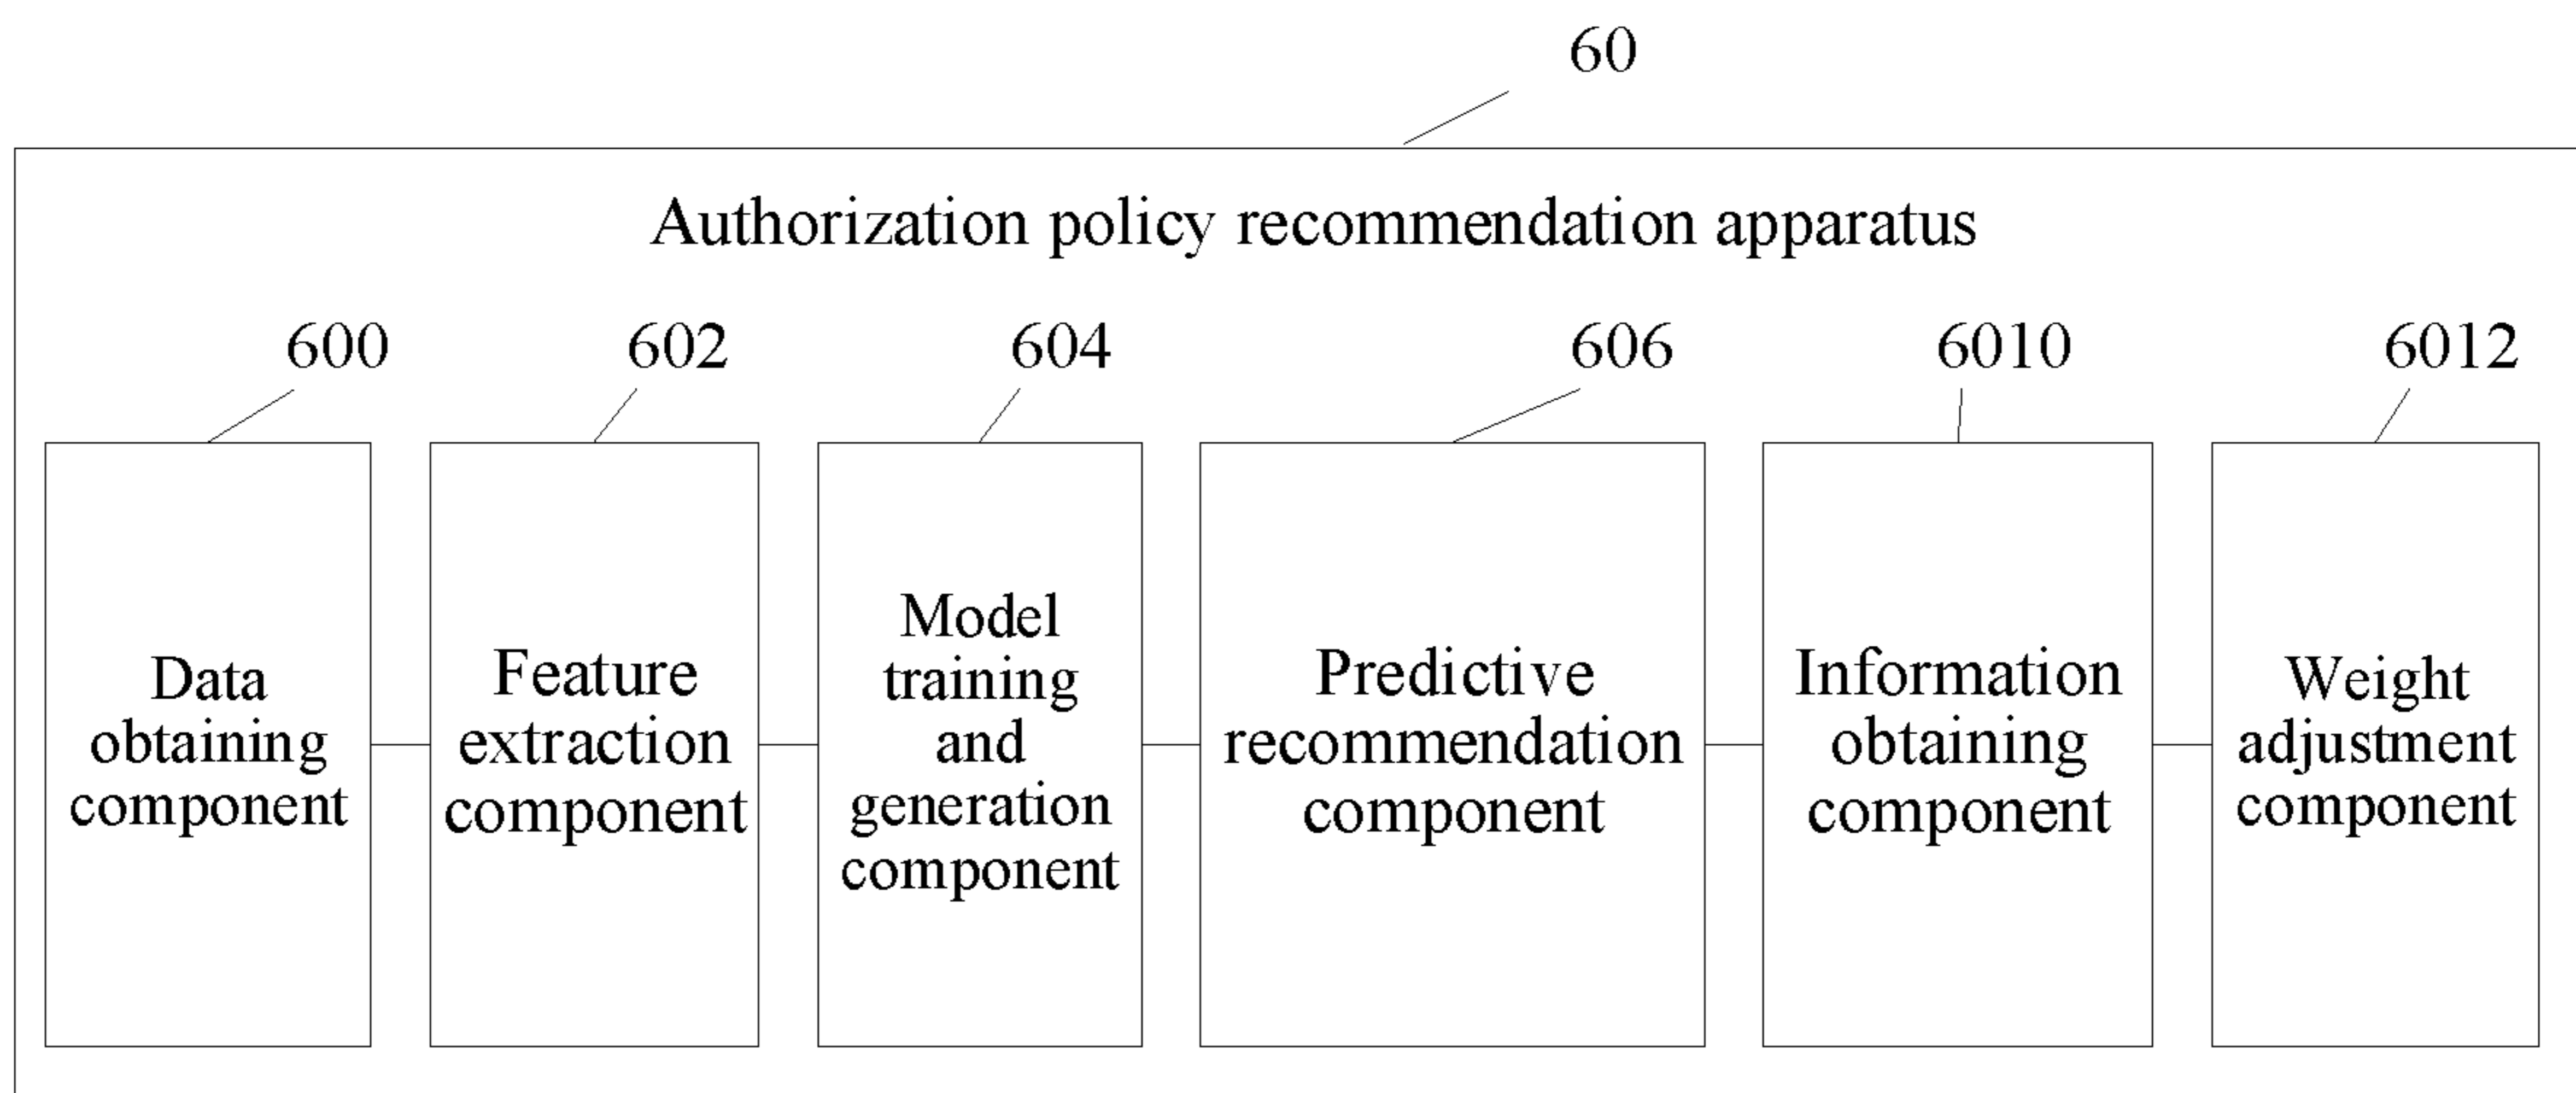 60
Authorization policy recommendation apparatus
600
602
604
606
6010
6012
Data
obtaining
component
Feature
extraction
component
Model
training
and
generation
component
Predictive
recommendation
component
Information
obtaining
component
Weight
adjustment
component